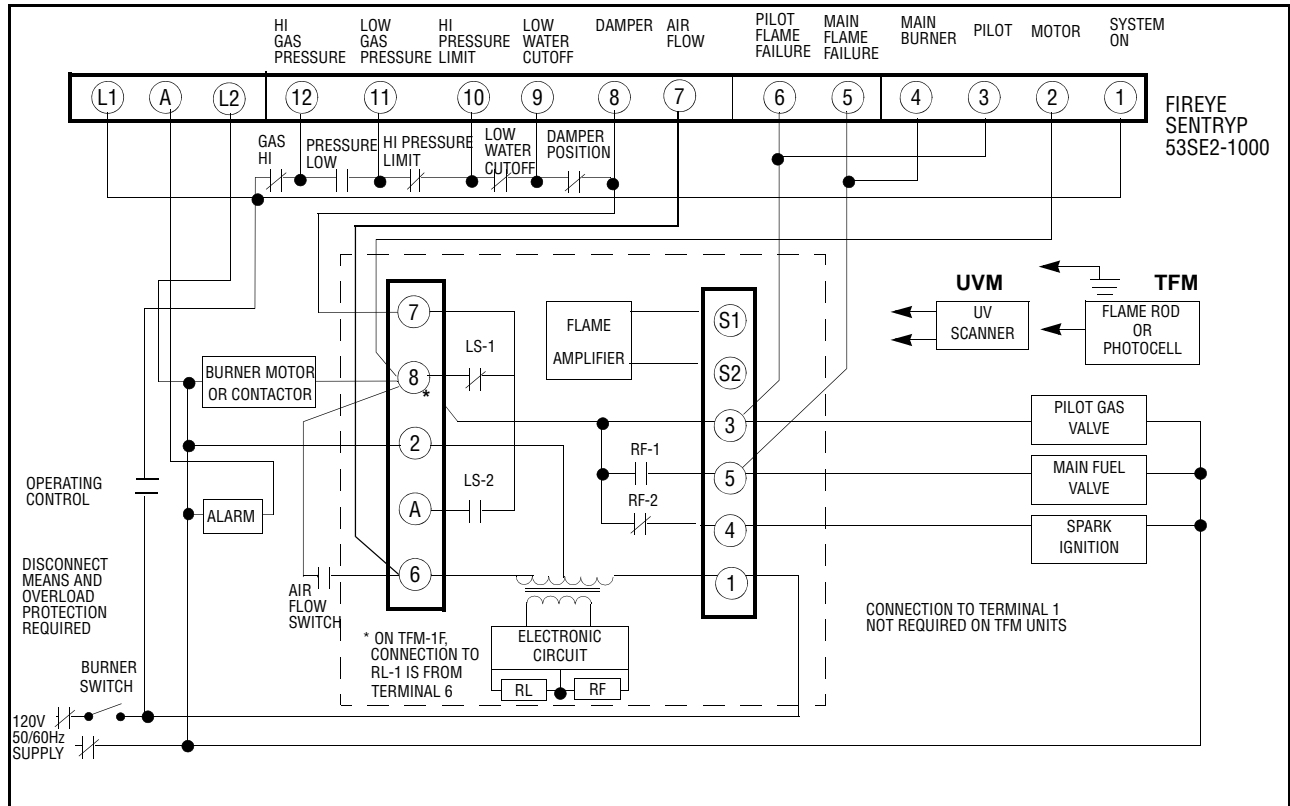 HI
GAS
PRESSURE
LOW
GAS
PRESSURE
HI
PRESSURE
LIMIT
LOW
WATER
CUTOFF
DAMPER
AIR
FLOW
PILOT
FLAME
FAILURE
MAIN
FLAME
FAILURE
MAIN
BURNER
PILOT
MOTOR
SYSTEM
ON
L1 A L2 12 11 10 9 8 7 6 5 4 3 2 1
FIREYE
SENTRYP
53SE2-1000
GAS
HI
PRESSURE
LOW
HI PRESSURE
LIMIT
LOW
WATER
CUTOFF
DAMPER
POSITION
7
8
*
2
A
6
LS-1
LS-2
FLAME
AMPLIFIER
S1
S2
3
5
4
1
RF-1
RF-2
UVM
UV
SCANNER
TFM
FLAME ROD
OR
PHOTOCELL
BURNER MOTOR
OR CONTACTOR
PILOT GAS
VALVE
MAIN FUEL
VALVE
SPARK
IGNITION
OPERATING
CONTROL
ALARM
DISCONNECT
MEANS AND
OVERLOAD
PROTECTION
REQUIRED
AIR
FLOW
SWITCH
* ON TFM-1F,
CONNECTION TO
RL-1 IS FROM
TERMINAL 6
ELECTRONIC
CIRCUIT
RL
RF
CONNECTION TO TERMINAL 1
NOT REQUIRED ON TFM UNITS
BURNER
SWITCH
120V
50/60Hz
SUPPLY